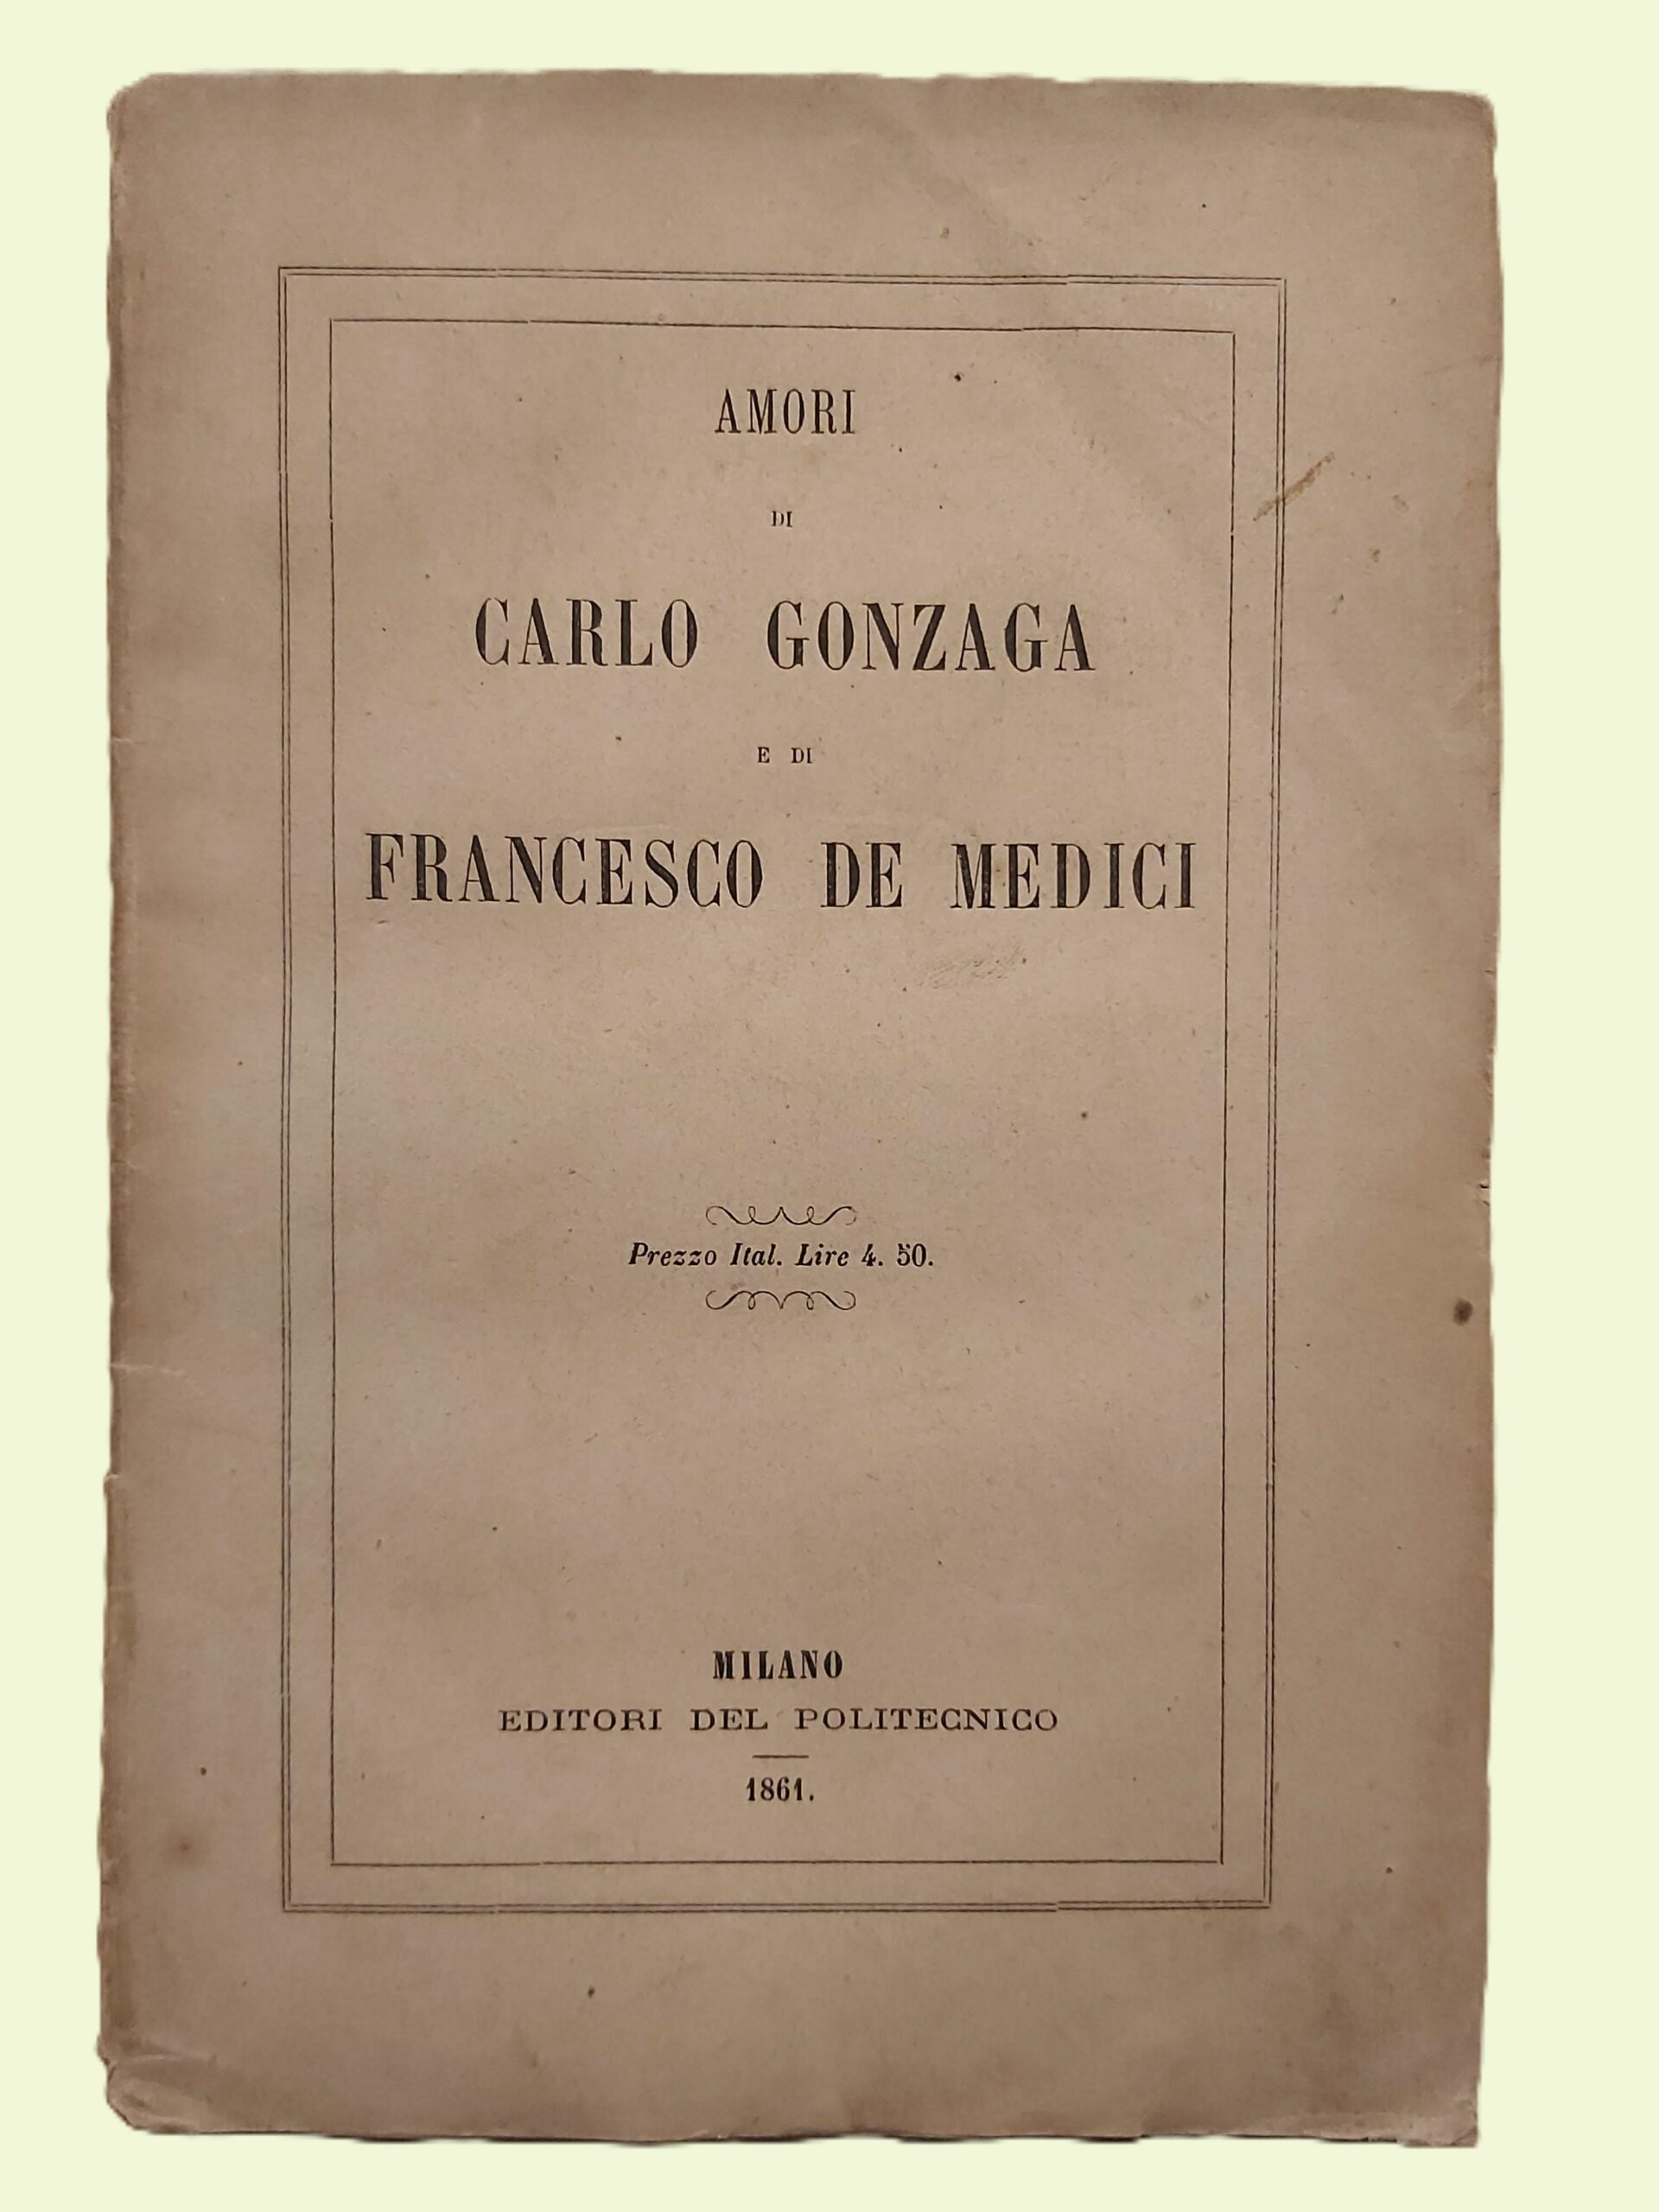 AMORI
DI
CARLO GONZAGA
E DI
FRANCESCO DE MEDICI
Prezzo Ital. Lire 4. 50.
MILANO
EDITORI DEL POLITECNICO
1861.